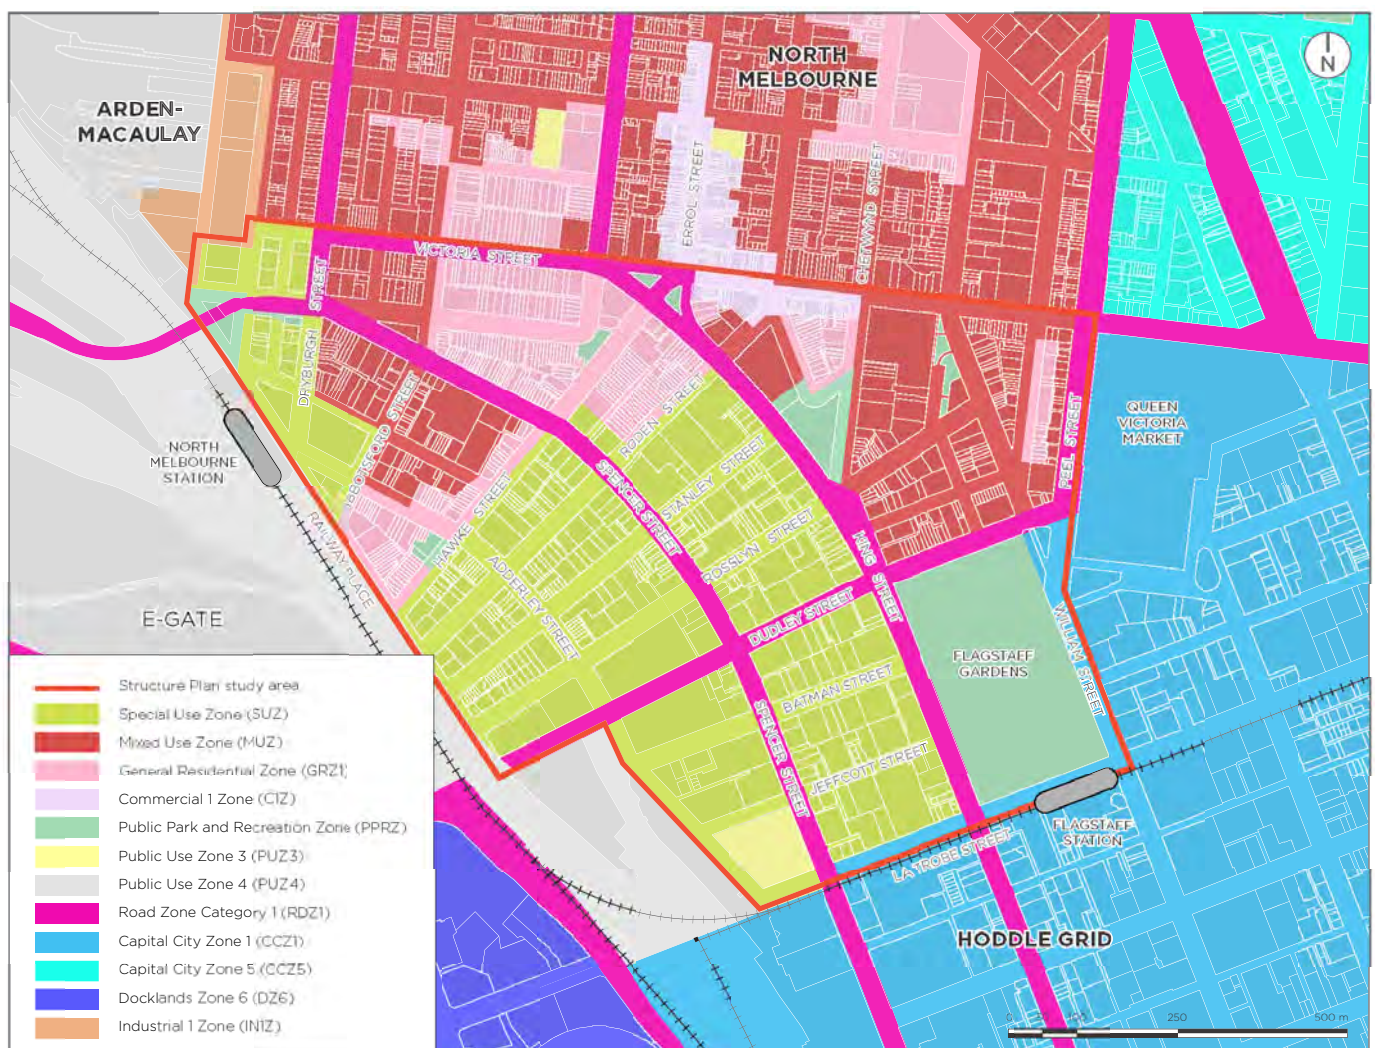 NORTH
MELBOURNE
N
ARDEN-
MACAULAY
ERROL STREET
CHETWYND STREET
VICTORIA STREET
STREET
DRYBURGH
ABBOTSFORD STREET
RODEN STREET
PEEL STREET
QUEEN
VICTORIA
MARKET
NORTH
MELBOURNE
STATION
HAWKE STREET
SPENCER STREET
STANLEY STREET
ROSSLYN STREET
RAILWAY PLACE
ADDERLEY STREET
KING STREET
DUDLEY STREET
E-GATE
WILLIAM STREET
FLAGSTAFF
GARDENS
BATMAN STREET
SPENCER STREET
JEFFCOTT STREET
FLAGSTAFF
STATION
LA TROBE STREET
HODDLE GRID
Structure Plan study area
Special Use Zone (SUZ)
Mixed Use Zone (MUZ)
General Residential Zone (GRZ1)
Commercial 1 Zone (C1Z)
Public Park and Recreation Zone (PPRZ)
Public Use Zone 3 (PUZ3)
Public Use Zone 4 (PUZ4)
Road Zone Category 1 (RDZ1)
Capital City Zone 1 (CCZ1)
Capital City Zone 5 (CCZ5)
Docklands Zone 6 (DZ6)
Industrial 1 Zone (IN1Z)
0 100 250 500 m